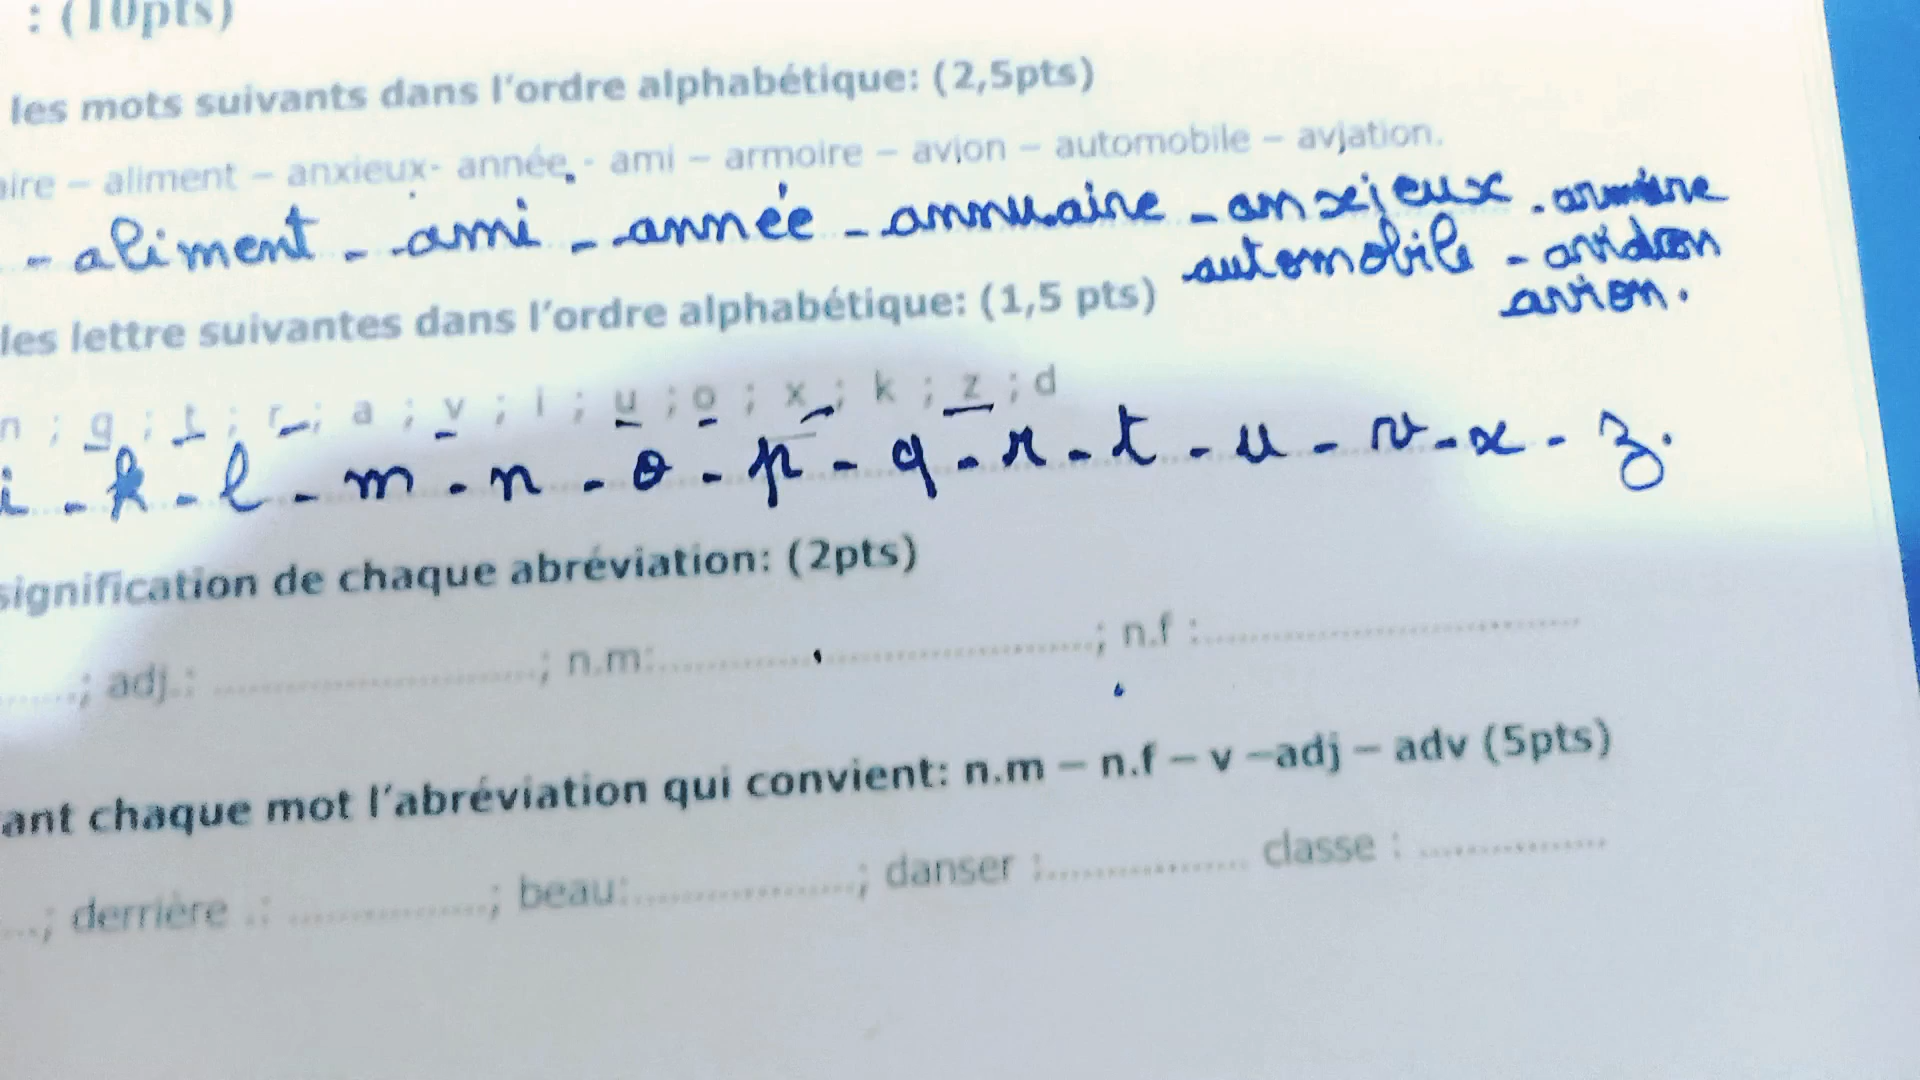 : (10pts)
les mots suivants dans l'ordre alphabétique: (2,5pts)
aire – aliment – anxieux- année - ami – armoire – avion – automobile – aviation.
- aliment - ami - année - annuaire - anxieux - armoire
automobile -
avion.
les lettre suivantes dans l'ordre alphabétique: (1,5 pts)
n ; g ; t ; r ; a ; v ; i ; u ; o ; x ; k ; z ; d
i - k - l - m - n - o - p - q - r - t - u - v - x - z.
signification de chaque abréviation: (2pts)
........; adj.: ..............................; n.m:..............................; n.f :..............................
ant chaque mot l'abréviation qui convient: n.m – n.f – v –adj – adv (5pts)
....; derrière .: ....................; beau:....................; danser :.................... classe : ....................